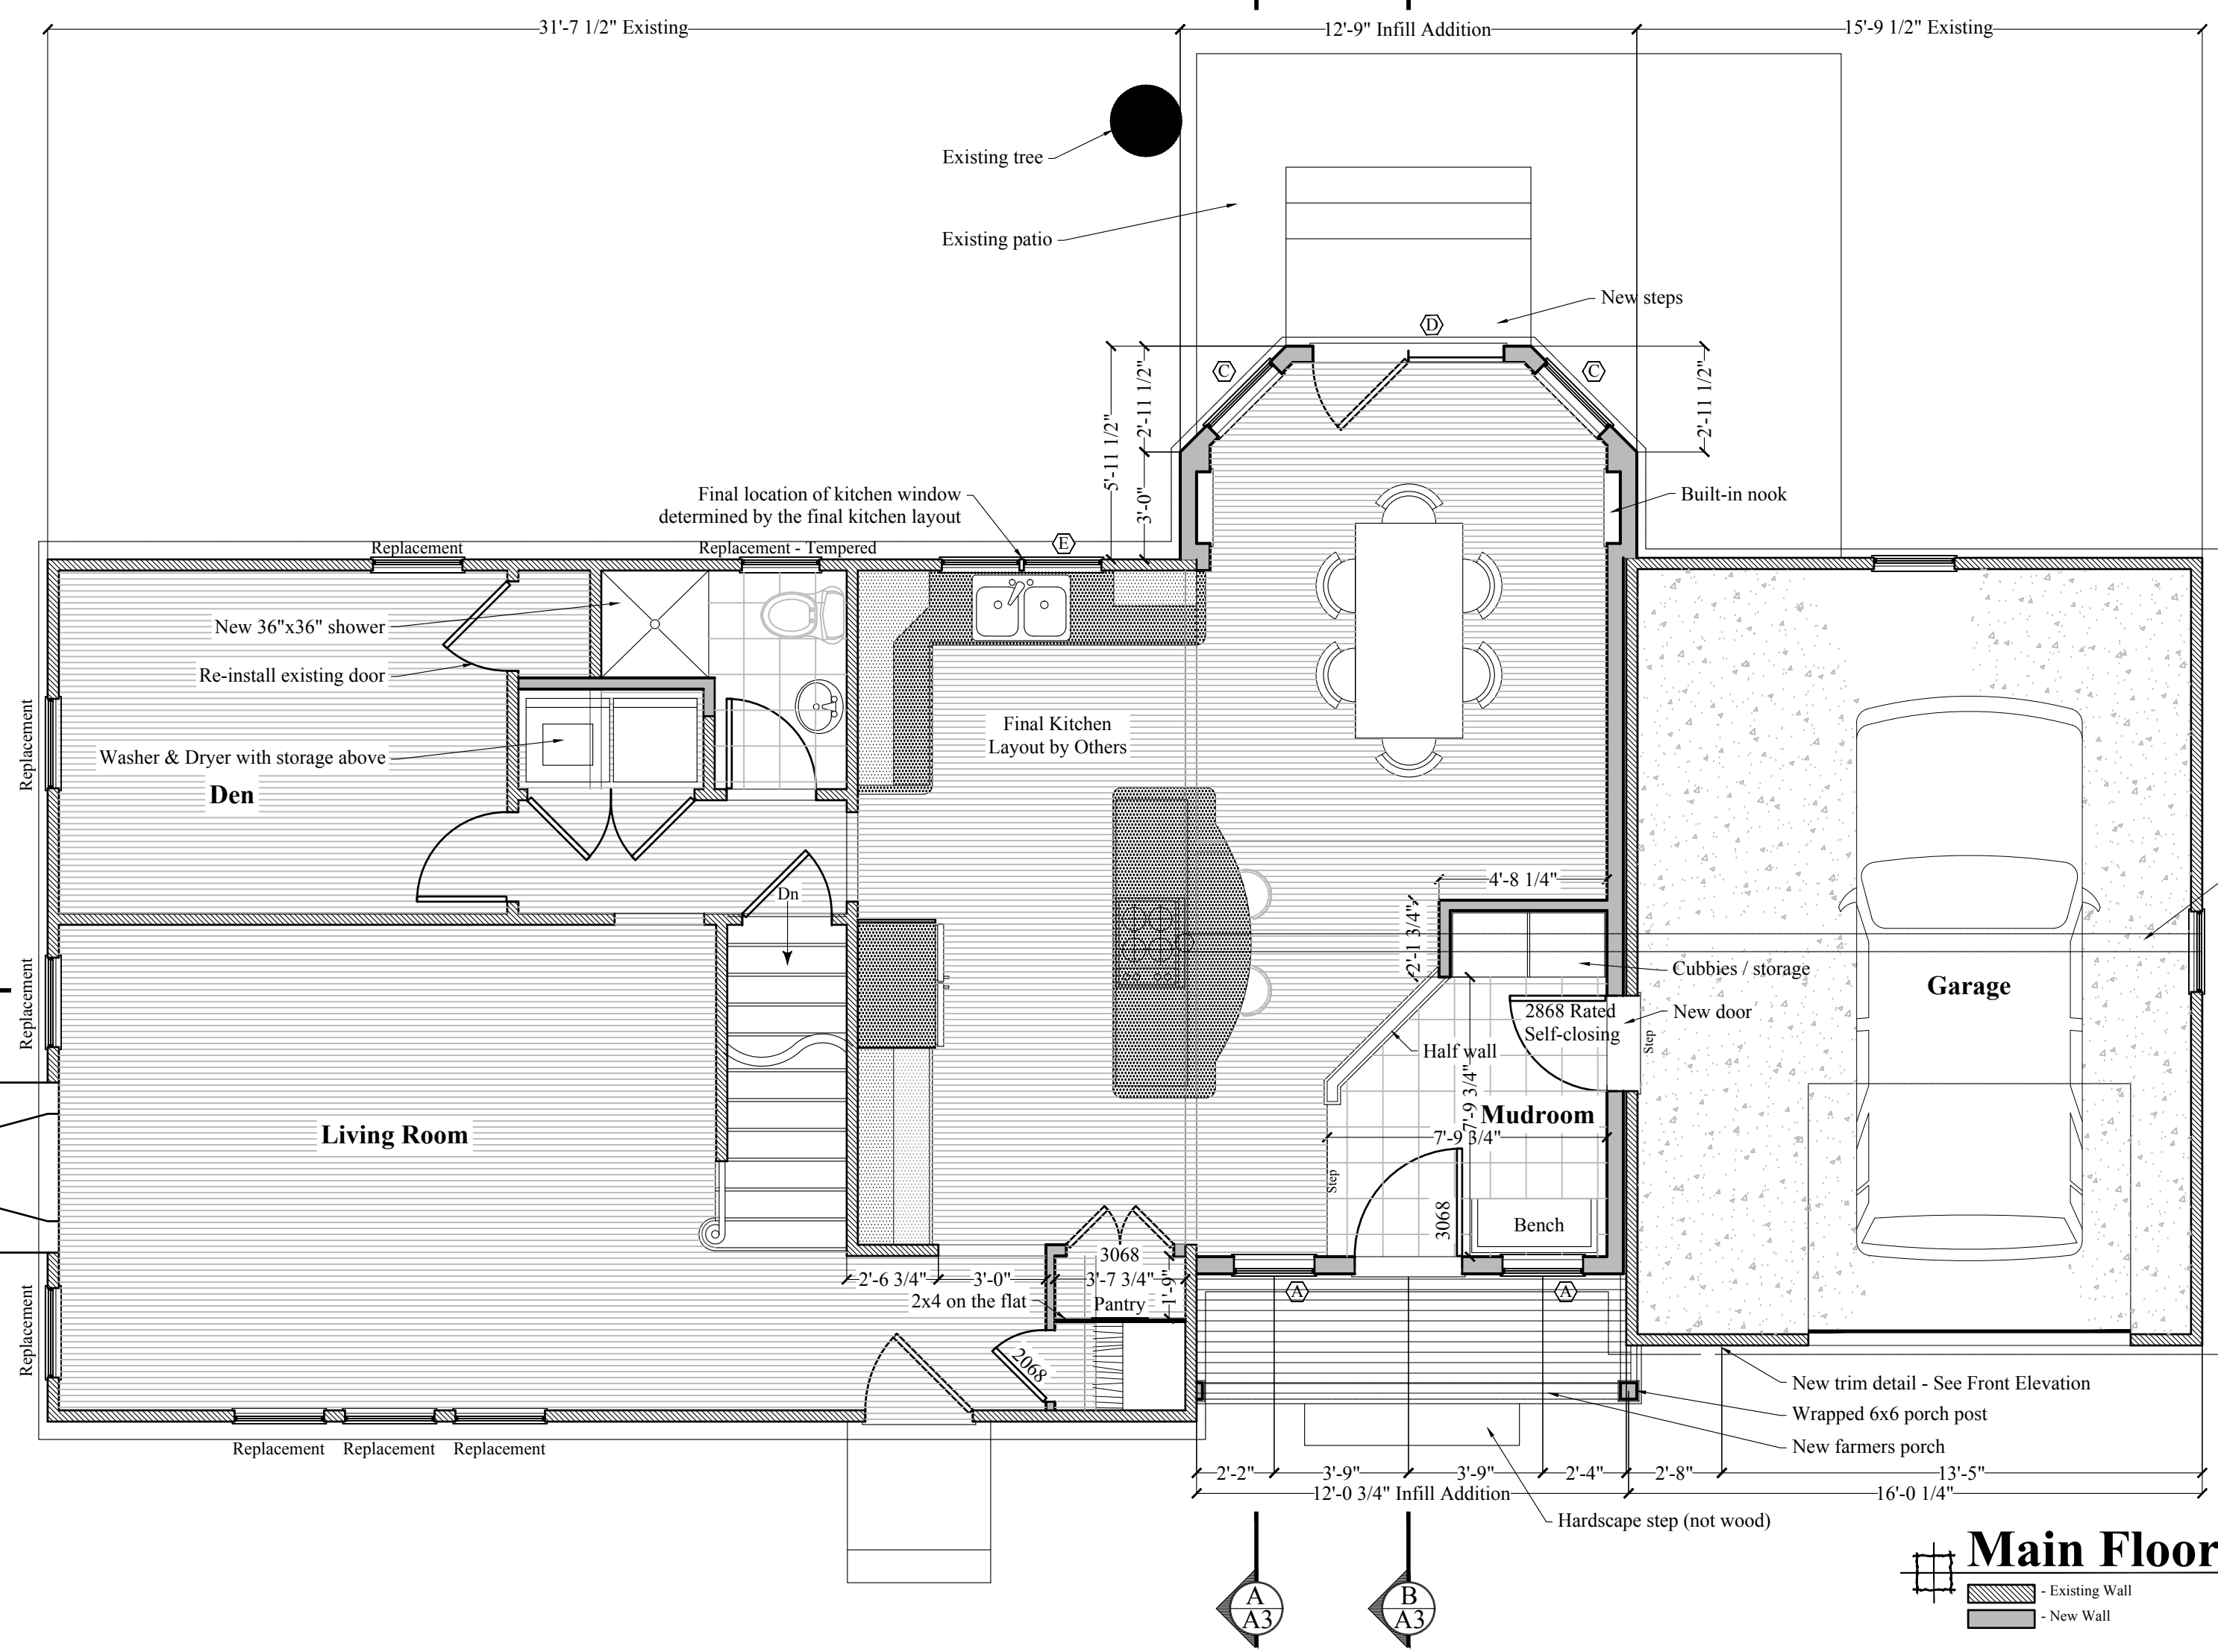 31'-7 1/2" Existing
12'-9" Infill Addition
15'-9 1/2" Existing
Existing tree
Existing patio
New steps
D
C
C
2'-11 1/2"
5'-11 1/2"
3'-0"
2'-11 1/2"
Final location of kitchen window
determined by the final kitchen layout
Built-in nook
E
Replacement
Replacement - Tempered
New 36"x36" shower
Re-install existing door
Replacement
Washer & Dryer with storage above
Den
Final Kitchen
Layout by Others
Dn
4'-8 1/4"
2'-1 3/4"
Cubbies / storage
Garage
2868 Rated
Self-closing
New door
Step
Half wall
Replacement
7'-9 3/4"
Mudroom
7'-9 3/4"
Living Room
Step
3068
Bench
3068
2'-6 3/4"
3'-0"
3'-7 3/4"
1'-9"
2x4 on the flat
Pantry
A
A
Replacement
2068
New trim detail - See Front Elevation
Wrapped 6x6 porch post
New farmers porch
Replacement
Replacement
Replacement
2'-2"
3'-9"
3'-9"
2'-4"
2'-8"
13'-5"
12'-0 3/4" Infill Addition
16'-0 1/4"
Hardscape step (not wood)
Main Floor
- Existing Wall
- New Wall
A
A3
B
A3